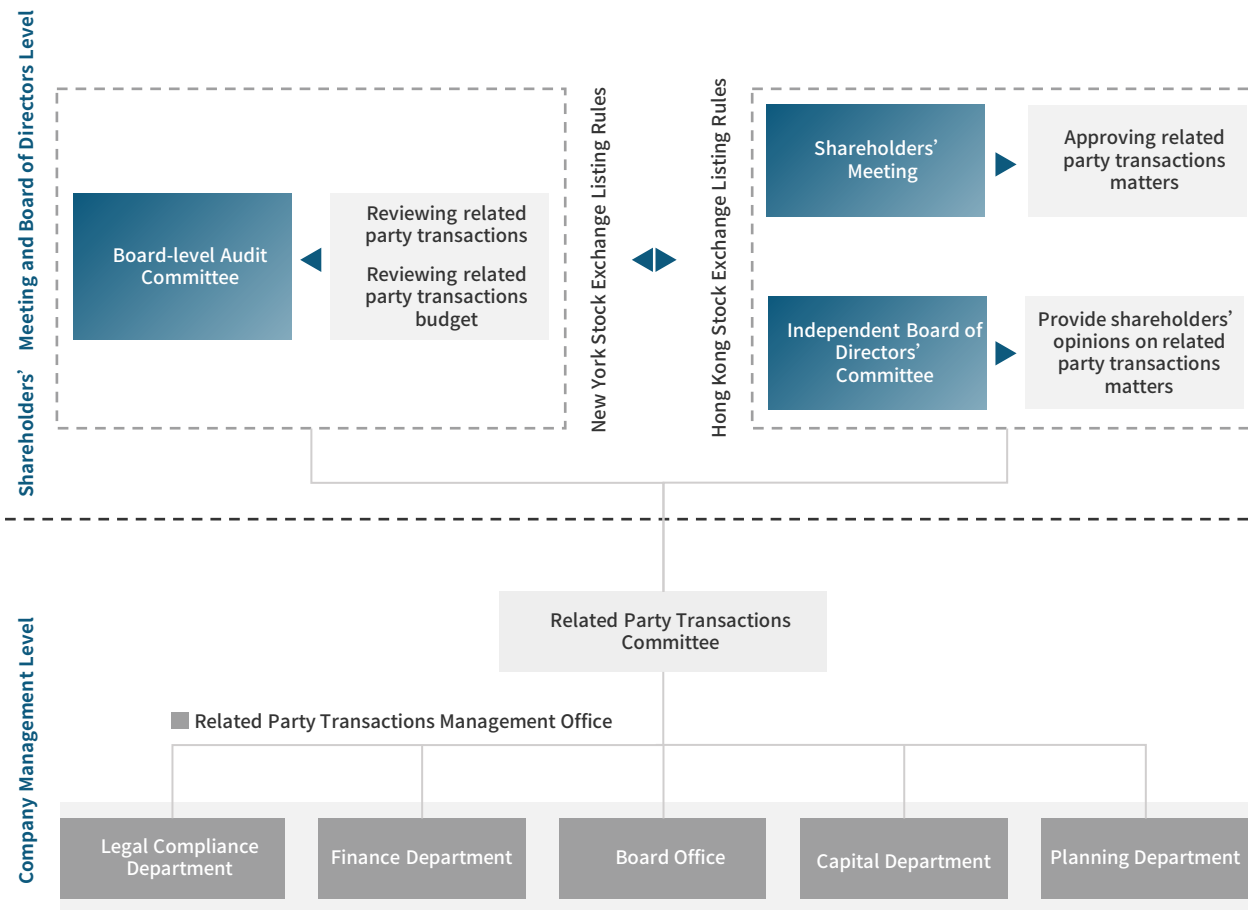 Shareholders’ Meeting and Board of Directors Level
Board-level Audit
Committee
Reviewing related
party transactions
Reviewing related
party transactions
budget
New York Stock Exchange Listing Rules
Hong Kong Stock Exchange Listing Rules
Shareholders’
Meeting
Approving related
party transactions
matters
Independent Board of
Directors’
Committee
Provide shareholders’
opinions on related
party transactions
matters
Company Management Level
Related Party Transactions
Committee
Related Party Transactions Management Office
Legal Compliance
Department
Finance Department
Board Office
Capital Department
Planning Department